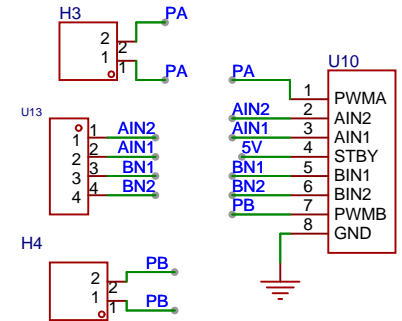 H3
PA
2 2
1 1
PA
U13
1 1 AIN2
2 2 AIN1
3 3 BN1
4 4 BN2
H4
PB
2 2
1 1
PB
U10
PA
1 PWMA
AIN2 2 AIN2
AIN1 3 AIN1
5V 4 STBY
BN1 5 BIN1
BN2 6 BIN2
PB 7 PWMB
8 GND